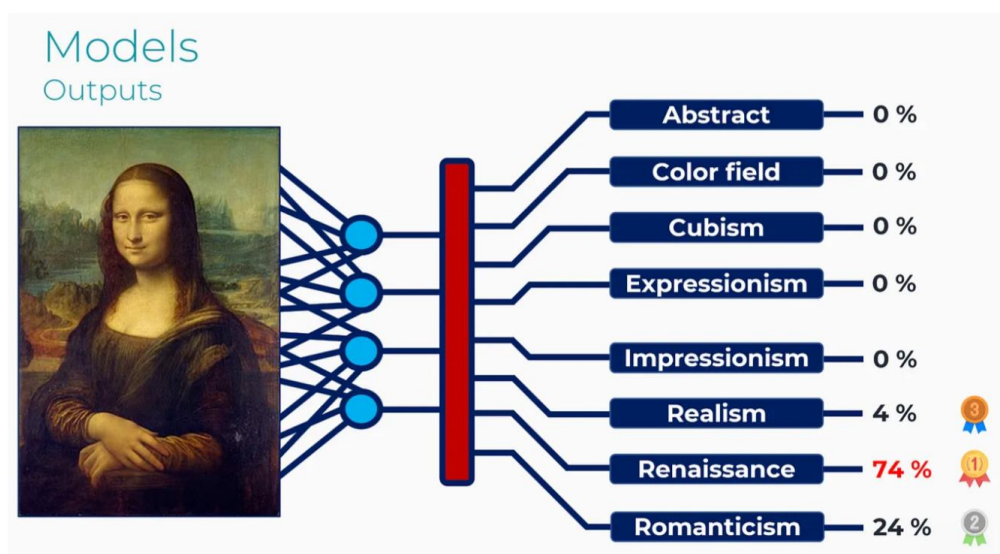 Models
Outputs
Abstract 0 %
Color field 0 %
Cubism 0 %
Expressionism 0 %
Impressionism 0 %
Realism 4 % 3
Renaissance 74 % (1)
Romanticism 24 % 2